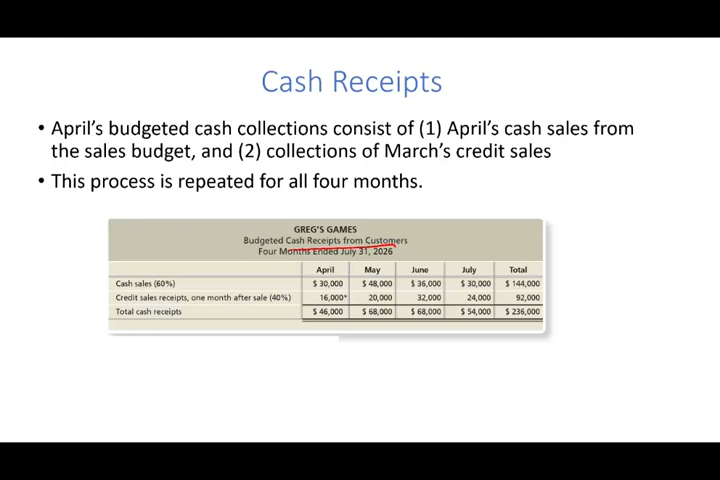 Cash Receipts
• April's budgeted cash collections consist of (1) April's cash sales from
the sales budget, and (2) collections of March's credit sales
• This process is repeated for all four months.
GREG'S GAMES
Budgeted Cash Receipts from Customers
Four Months Ended July 31, 2026
April May June July Total
Cash sales (60%) $ 30,000 $ 48,000 $ 36,000 $ 30,000 $ 144,000
Credit sales receipts, one month after sale (40%) 16,000* 20,000 32,000 24,000 92,000
Total cash receipts $ 46,000 $ 68,000 $ 68,000 $ 54,000 $ 236,000